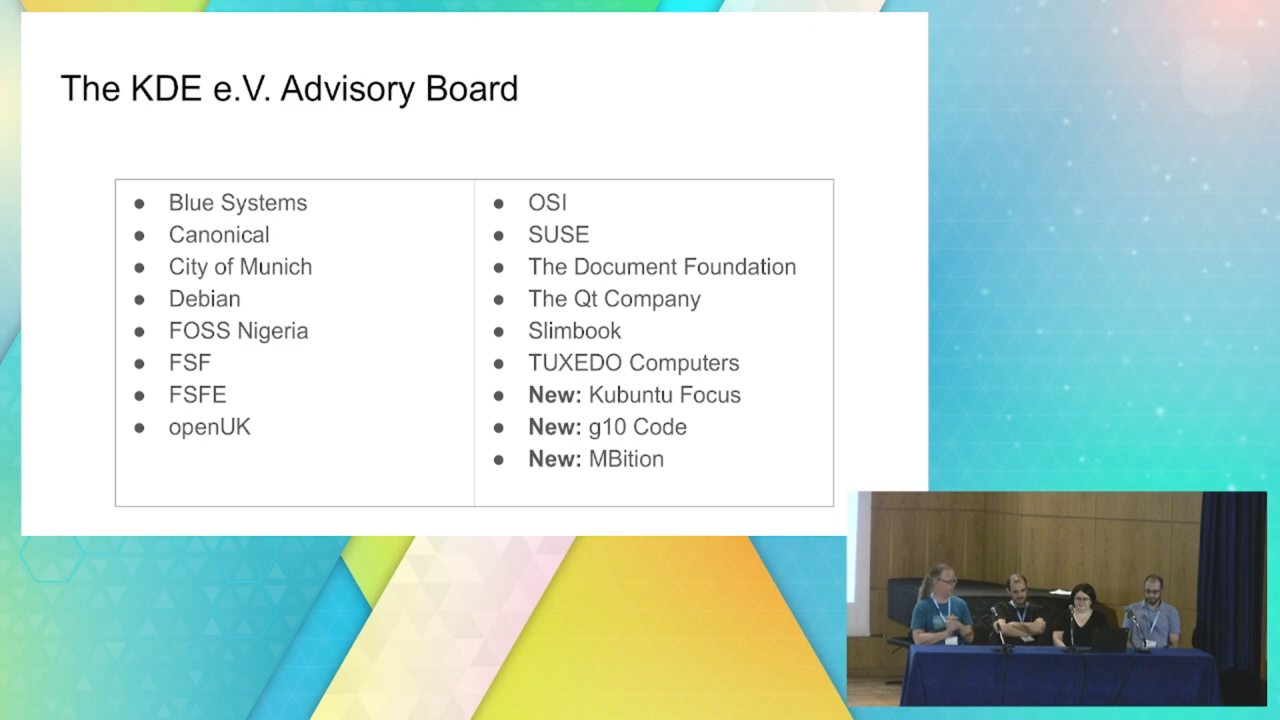 The KDE e.V. Advisory Board
● Blue Systems
● Canonical
● City of Munich
● Debian
● FOSS Nigeria
● FSF
● FSFE
● openUK
● OSI
● SUSE
● The Document Foundation
● The Qt Company
● Slimbook
● TUXEDO Computers
● New: Kubuntu Focus
● New: g10 Code
● New: MBition